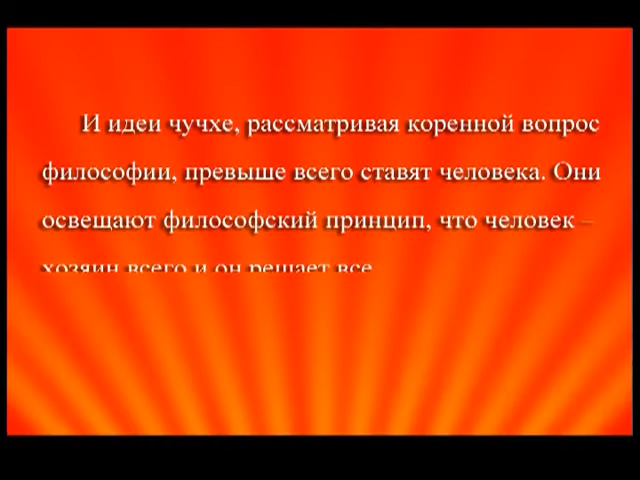 И идеи чучхе, рассматривая коренной вопрос
философии, превыше всего ставят человека. Они
освещают философский принцип, что человек –
хозяин всего и он решает все